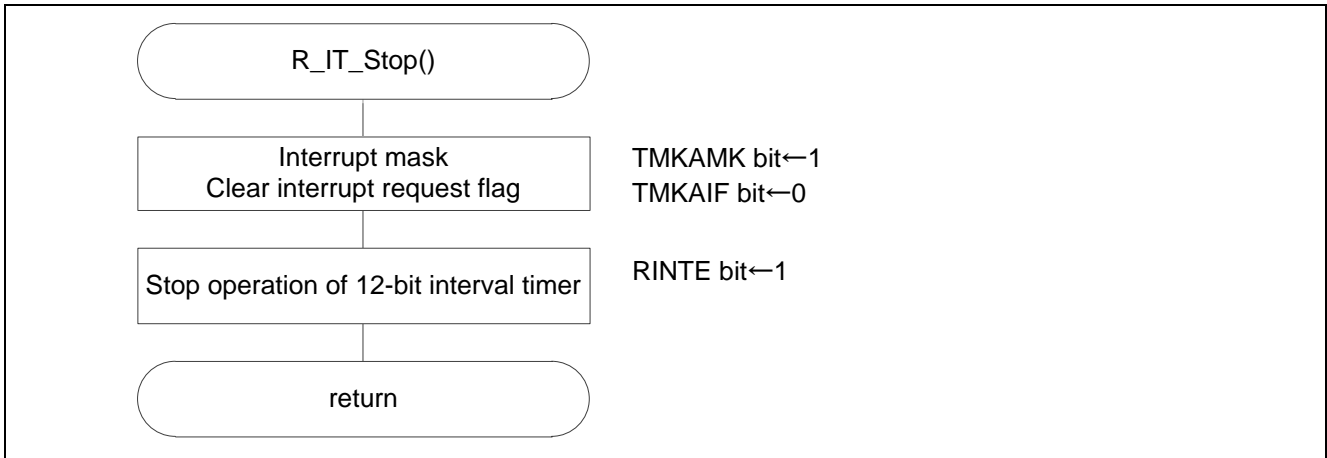 R_IT_Stop()
Interrupt mask
Clear interrupt request flag
TMKAMK bit←1
TMKAIF bit←0
Stop operation of 12-bit interval timer
RINTE bit←1
return